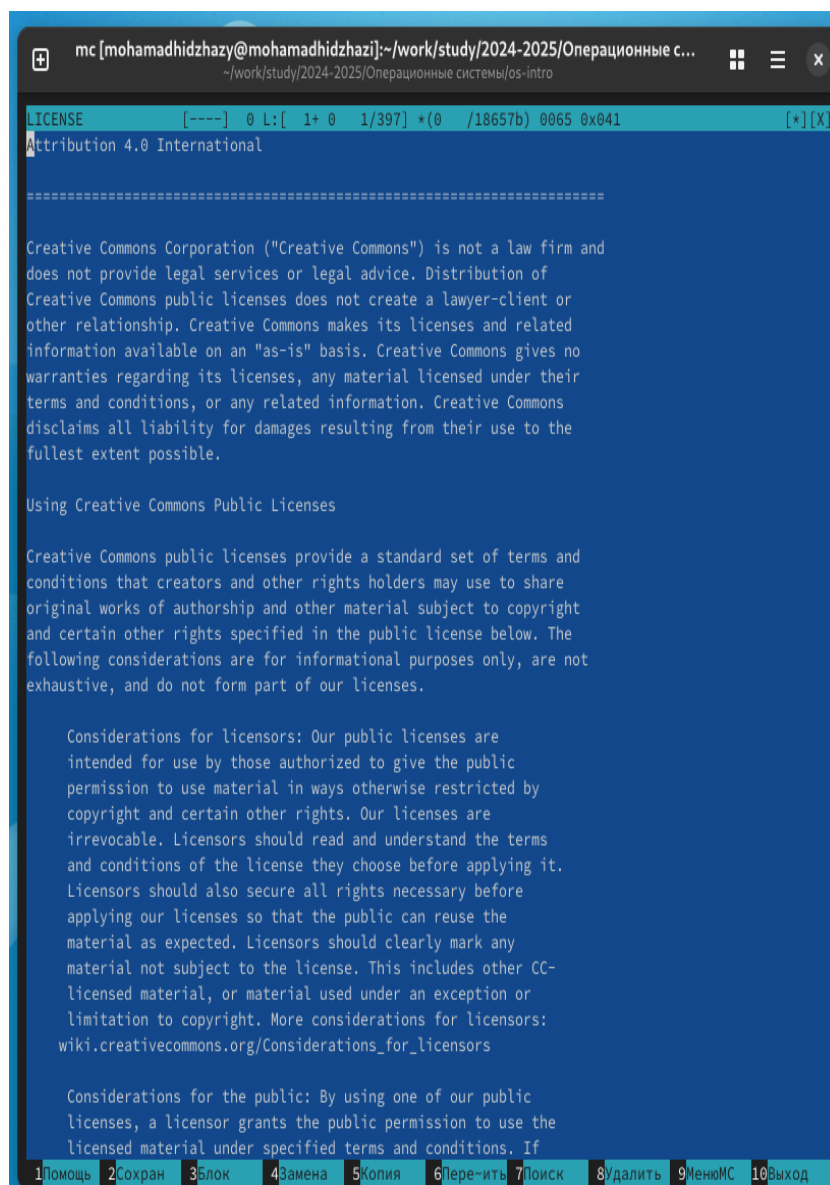 mc [mohamadhidzhazy@mohamadhidzhazi]:~/work/study/2024-2025/Операционные с...
~/work/study/2024-2025/Операционные системы/os-intro
LICENSE [----] 0 L:[ 1+ 0 1/397] *(0 /18657b) 0065 0x041 [*][X]
Attribution 4.0 International
=======================================================================
Creative Commons Corporation ("Creative Commons") is not a law firm and
does not provide legal services or legal advice. Distribution of
Creative Commons public licenses does not create a lawyer-client or
other relationship. Creative Commons makes its licenses and related
information available on an "as-is" basis. Creative Commons gives no
warranties regarding its licenses, any material licensed under their
terms and conditions, or any related information. Creative Commons
disclaims all liability for damages resulting from their use to the
fullest extent possible.
Using Creative Commons Public Licenses
Creative Commons public licenses provide a standard set of terms and
conditions that creators and other rights holders may use to share
original works of authorship and other material subject to copyright
and certain other rights specified in the public license below. The
following considerations are for informational purposes only, are not
exhaustive, and do not form part of our licenses.
Considerations for licensors: Our public licenses are
intended for use by those authorized to give the public
permission to use material in ways otherwise restricted by
copyright and certain other rights. Our licenses are
irrevocable. Licensors should read and understand the terms
and conditions of the license they choose before applying it.
Licensors should also secure all rights necessary before
applying our licenses so that the public can reuse the
material as expected. Licensors should clearly mark any
material not subject to the license. This includes other CC-
licensed material, or material used under an exception or
limitation to copyright. More considerations for licensors:
wiki.creativecommons.org/Considerations_for_licensors
Considerations for the public: By using one of our public
licenses, a licensor grants the public permission to use the
licensed material under specified terms and conditions. If
1Помощь 2Сохран 3Блок 4Замена 5Копия 6Пере~ить 7Поиск 8Удалить 9МенюМС 10Выход